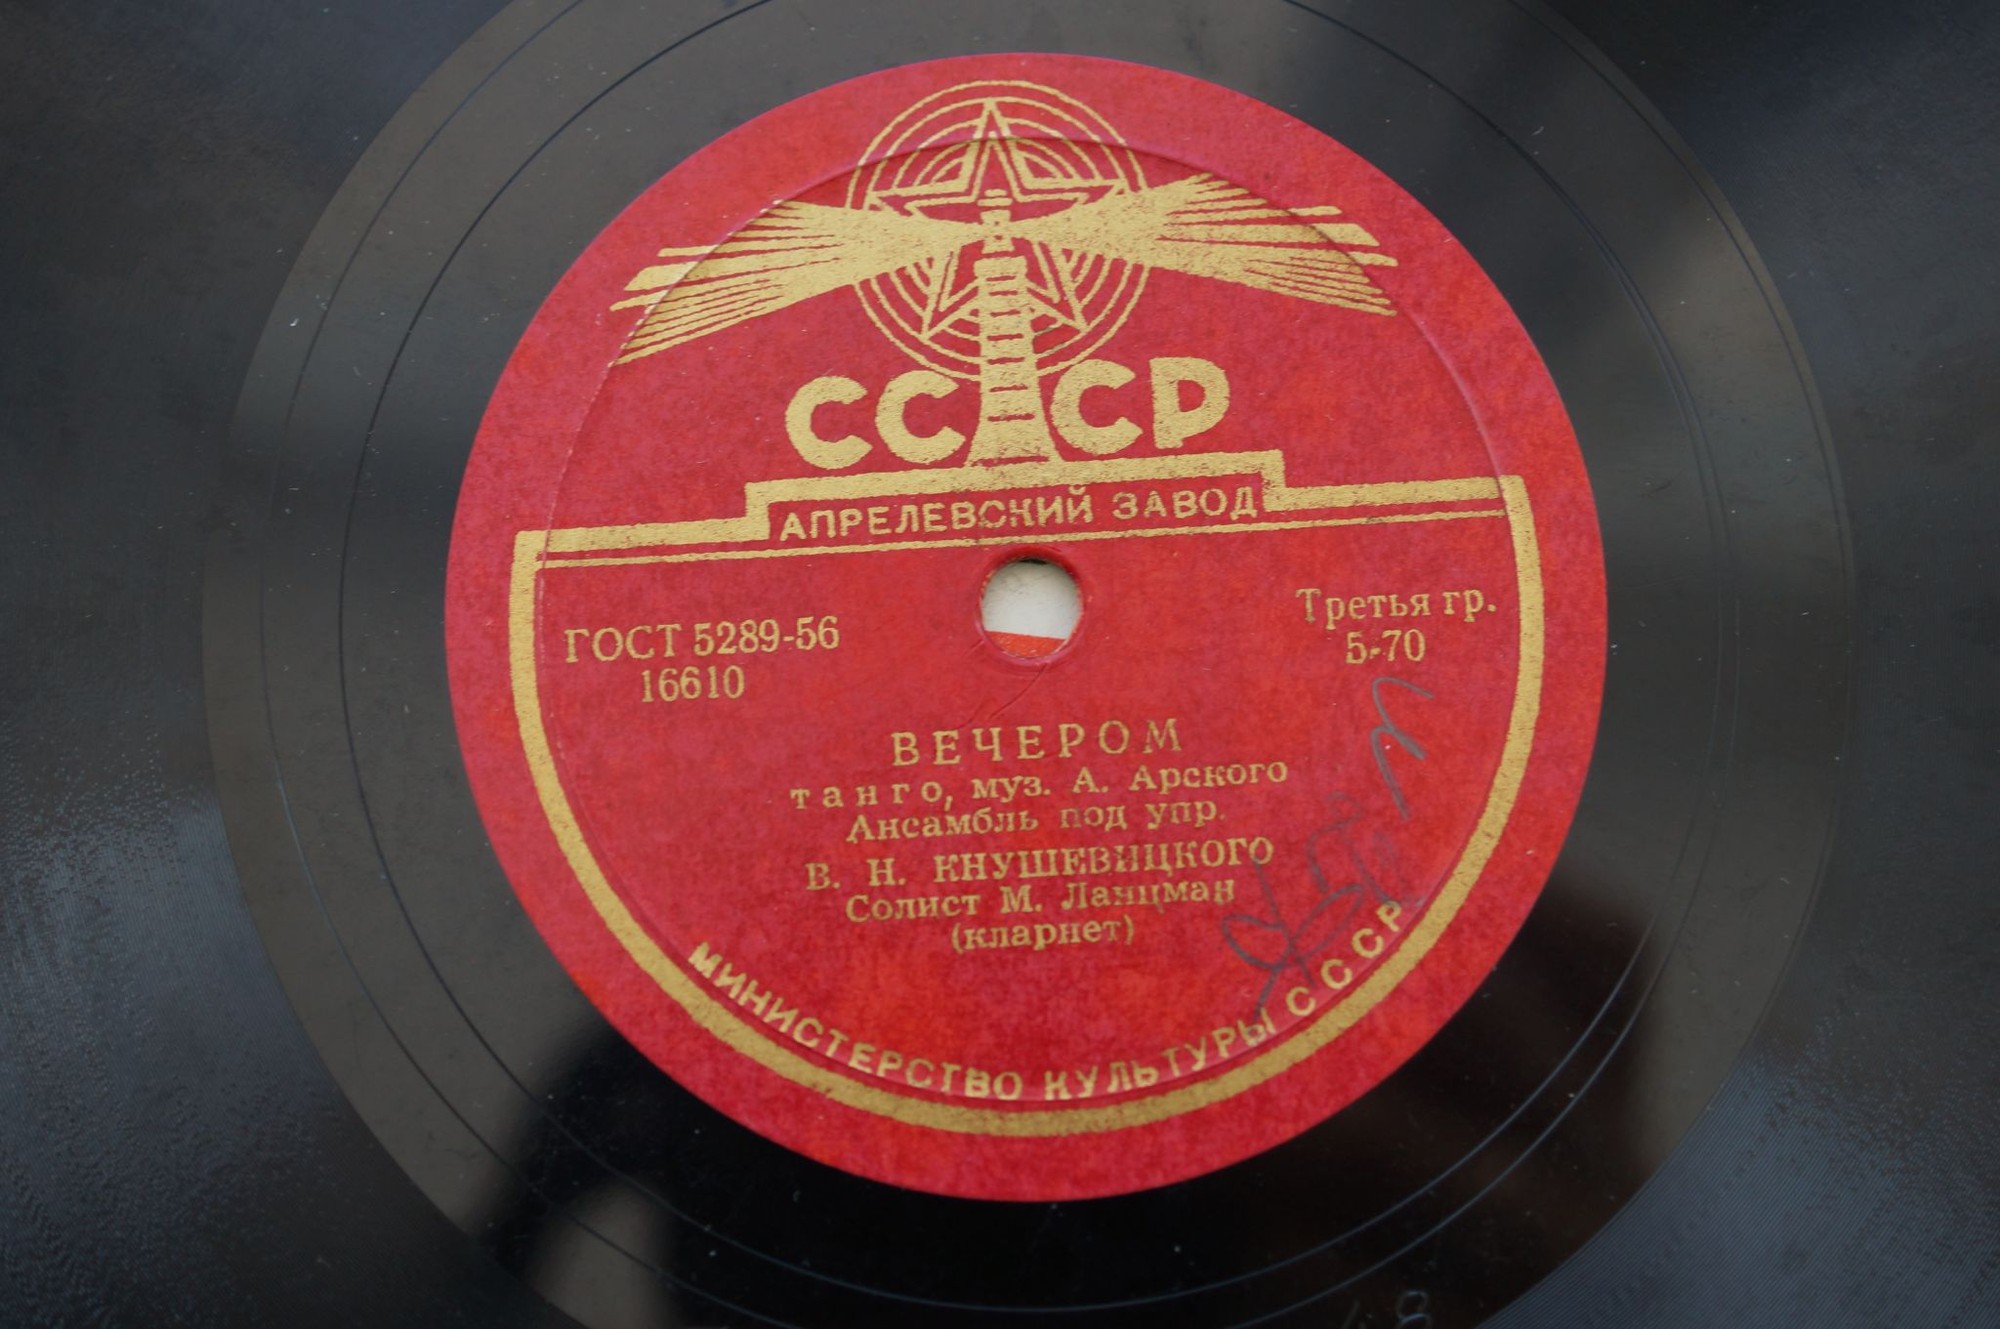 СССР
АПРЕЛЕВСКИЙ ЗАВОД
ГОСТ 5289-56
16610
Третья гр.
5-70
ВЕЧЕРОМ
танго, муз. А. Арского
Ансамбль под упр.
В. Н. КНУШЕВИЦКОГО
Солист М. Ланцман
(кларнет)
МИНИСТЕРСТВО КУЛЬТУРЫ СССР